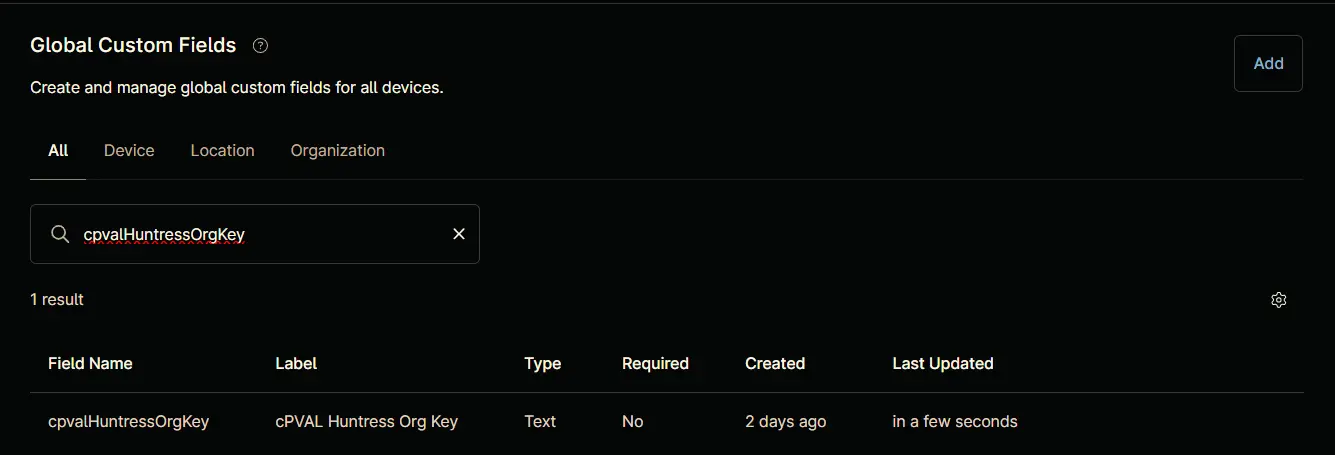 Global Custom Fields ?
Add
Create and manage global custom fields for all devices.
All Device Location Organization
cpvalHuntressOrgKey
1 result
Field Name Label Type Required Created Last Updated
cpvalHuntressOrgKey cPVAL Huntress Org Key Text No 2 days ago in a few seconds